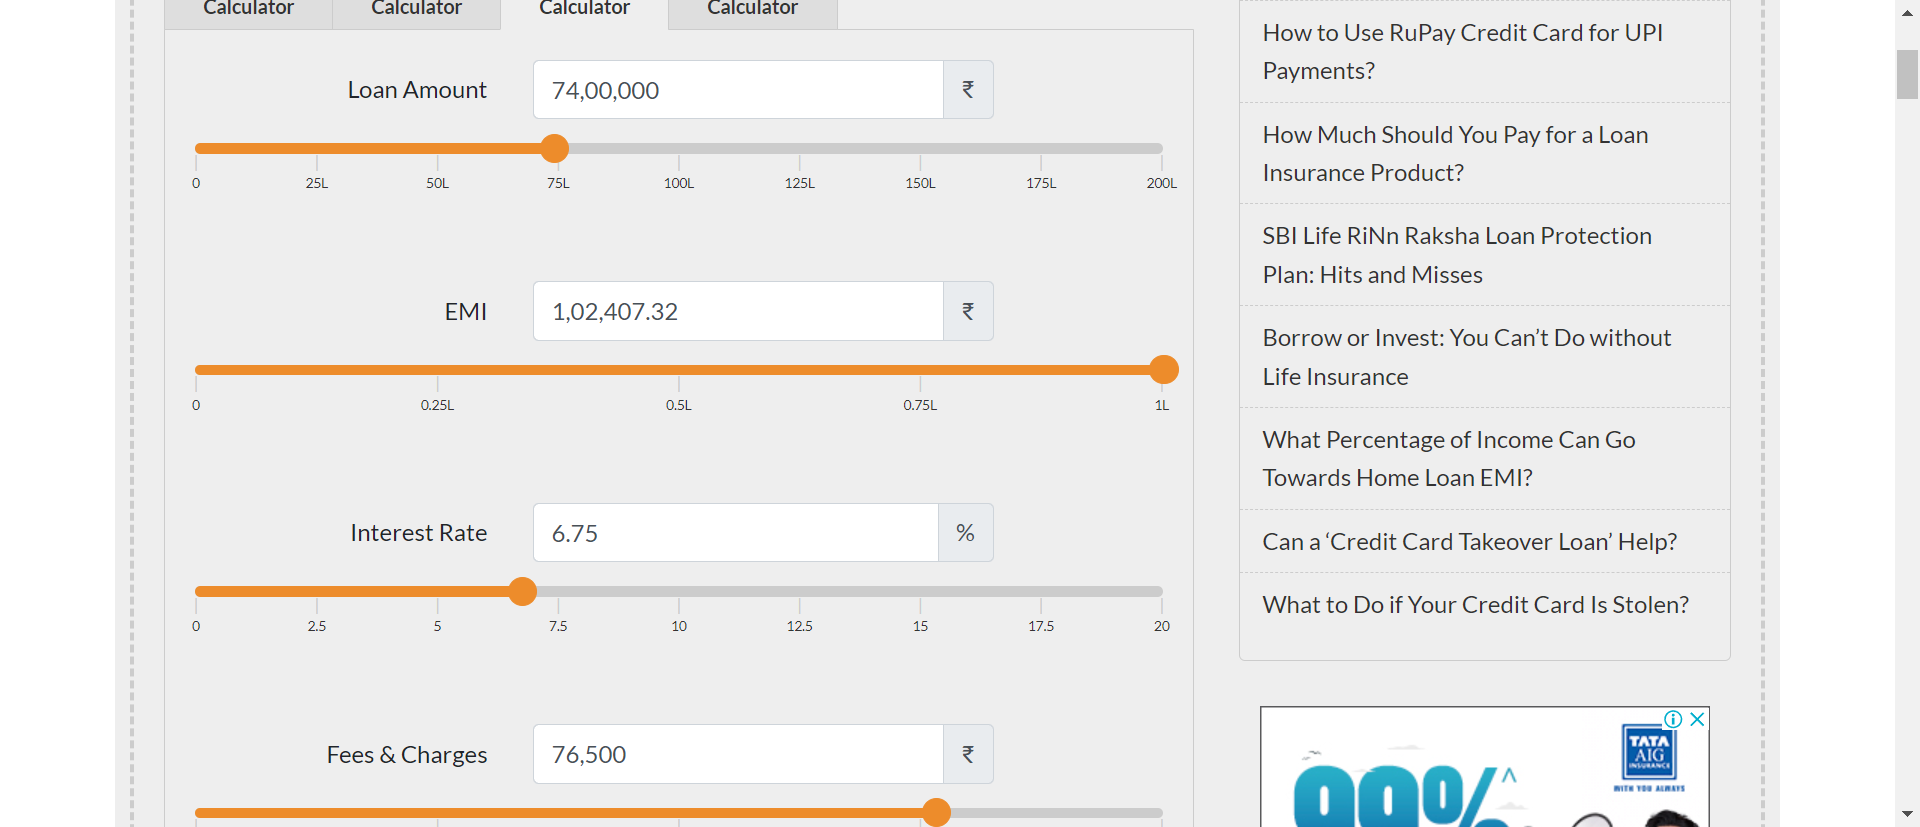 Calculator Calculator Calculator Calculator
Loan Amount 74,00,000 ₹
0 25L 50L 75L 100L 125L 150L 175L 200L
EMI 1,02,407.32 ₹
0 0.25L 0.5L 0.75L 1L
Interest Rate 6.75 %
0 2.5 5 7.5 10 12.5 15 17.5 20
Fees & Charges 76,500 ₹
How to Use RuPay Credit Card for UPI
Payments?
How Much Should You Pay for a Loan
Insurance Product?
SBI Life RiNn Raksha Loan Protection
Plan: Hits and Misses
Borrow or Invest: You Can’t Do without
Life Insurance
What Percentage of Income Can Go
Towards Home Loan EMI?
Can a ‘Credit Card Takeover Loan’ Help?
What to Do if Your Credit Card Is Stolen?
TATA
AIG
INSURANCE
WITH YOU ALWAYS
99%^